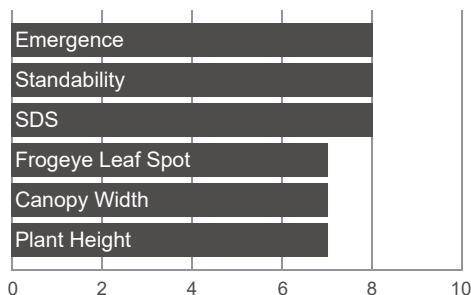 Emergence
Standability
SDS
Frogeye Leaf Spot
Canopy Width
Plant Height
0 2 4 6 8 10